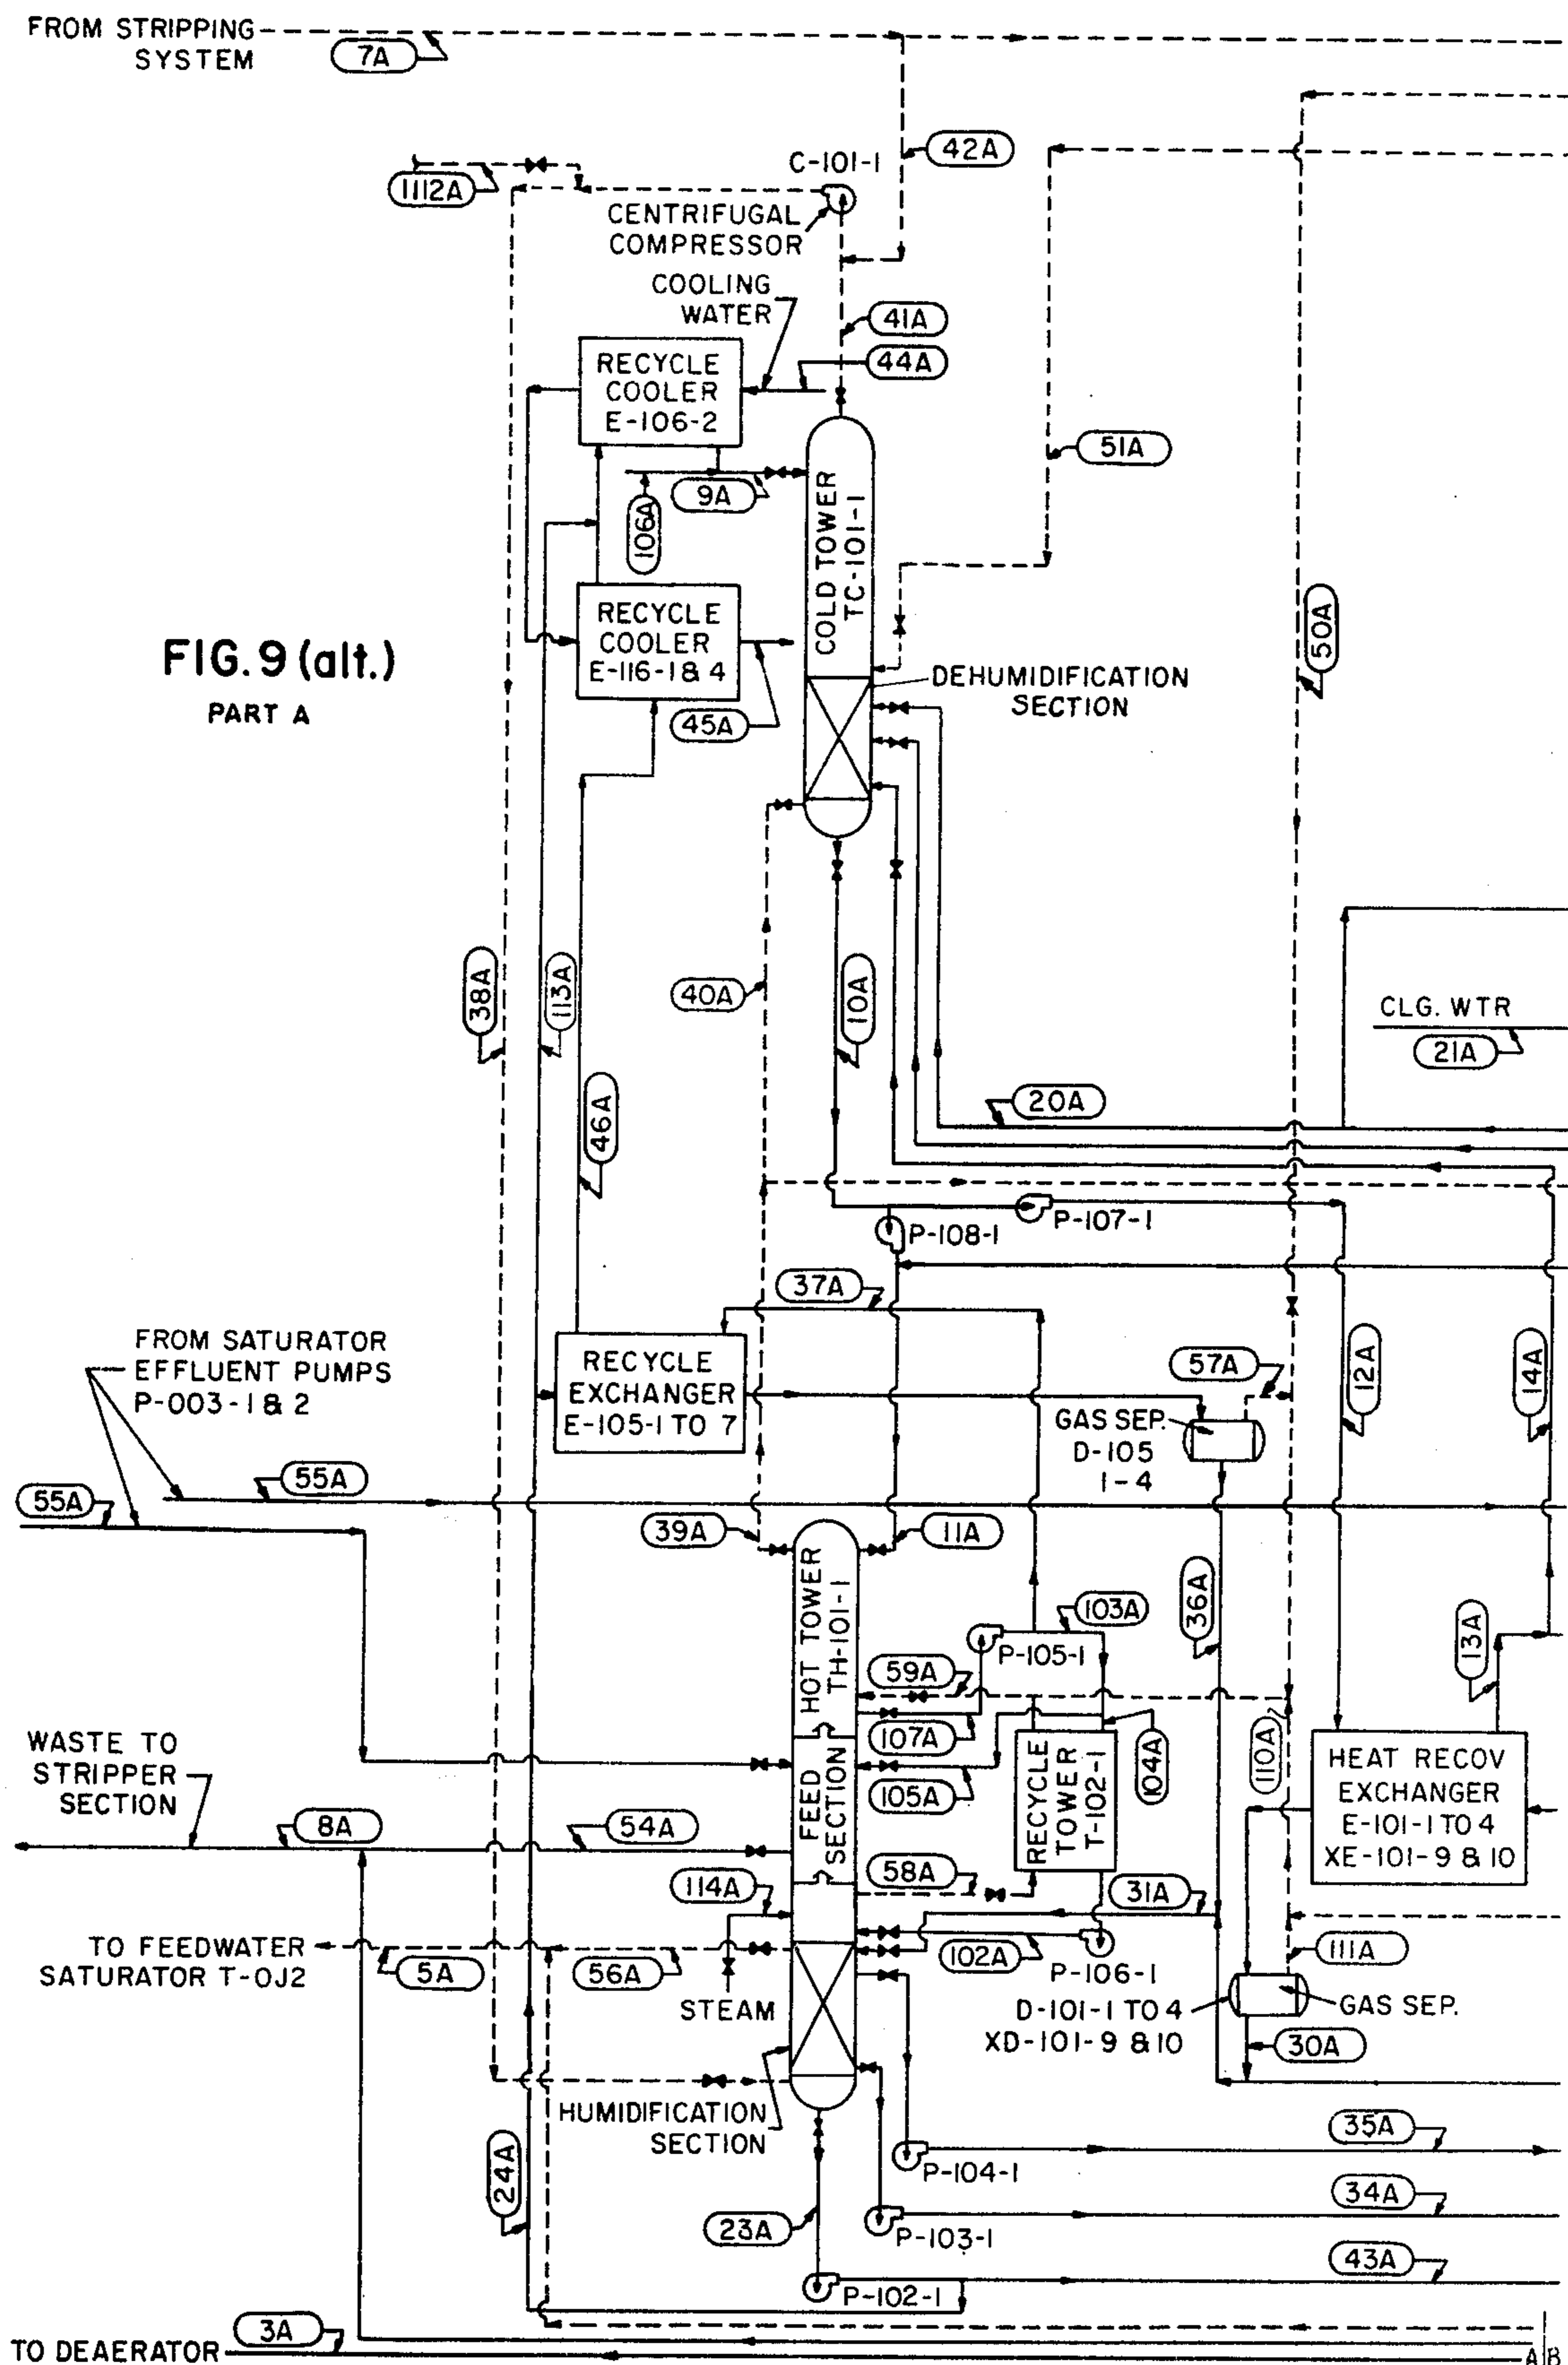 FROM STRIPPING
SYSTEM
7A
42A
C-101-1
1112A
CENTRIFUGAL
COMPRESSOR
COOLING
WATER
41A
44A
RECYCLE
COOLER
E-106-2
51A
9A
106A
COLD TOWER
TC-101-1
RECYCLE
COOLER
E-116-1 & 4
50A
FIG. 9 (alt.)
PART A
DEHUMIDIFICATION
SECTION
45A
38A
113A
40A
10A
CLG. WTR
21A
46A
20A
P-107-1
P-108-1
37A
FROM SATURATOR
EFFLUENT PUMPS
P-003-1 & 2
RECYCLE
EXCHANGER
E-105-1 TO 7
57A
12A
14A
GAS SEP.
D-105
1-4
55A
55A
39A
11A
HOT TOWER
TH-101-1
36A
103A
P-105-1
13A
59A
107A
110A
104A
WASTE TO
STRIPPER
SECTION
FEED
SECTION
105A
RECYCLE
TOWER
T-102-1
HEAT RECOV
EXCHANGER
E-101-1 TO 4
XE-101-9 & 10
8A
54A
58A
114A
31A
TO FEEDWATER
SATURATOR T-OJ2
5A
56A
102A
111A
P-106-1
STEAM
D-101-1 TO 4
XD-101-9 & 10
GAS SEP.
30A
HUMIDIFICATION
SECTION
24A
35A
P-104-1
34A
23A
P-103-1
43A
P-102-1
3A
TO DEAERATOR
A B